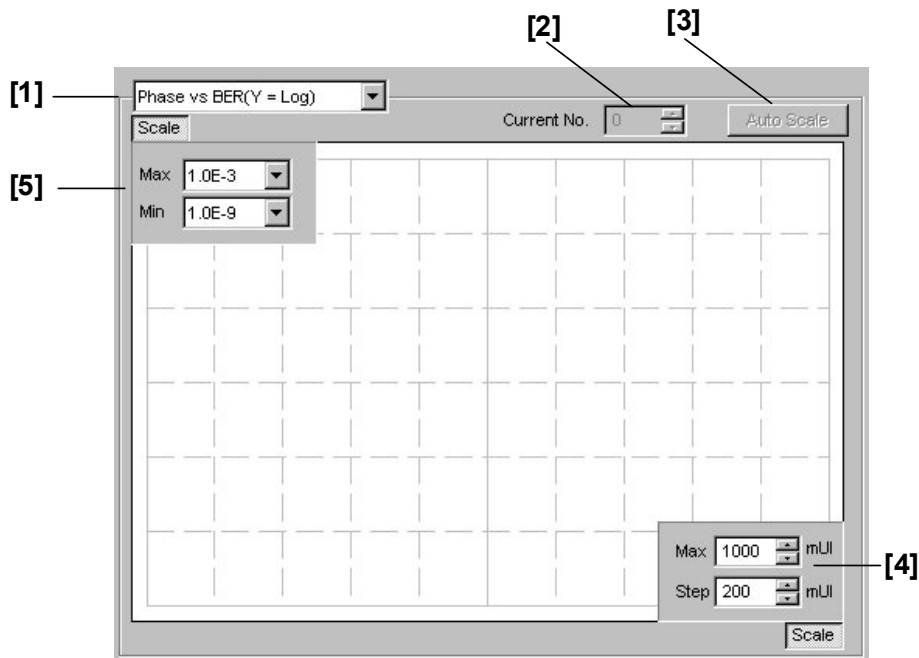 [2]
[3]
[1]
Phase vs BER(Y = Log)
Current No. 0
Auto Scale
Scale
[5]
Max 1.0E-3
Min 1.0E-9
Max 1000 mUI
[4]
Step 200 mUI
Scale